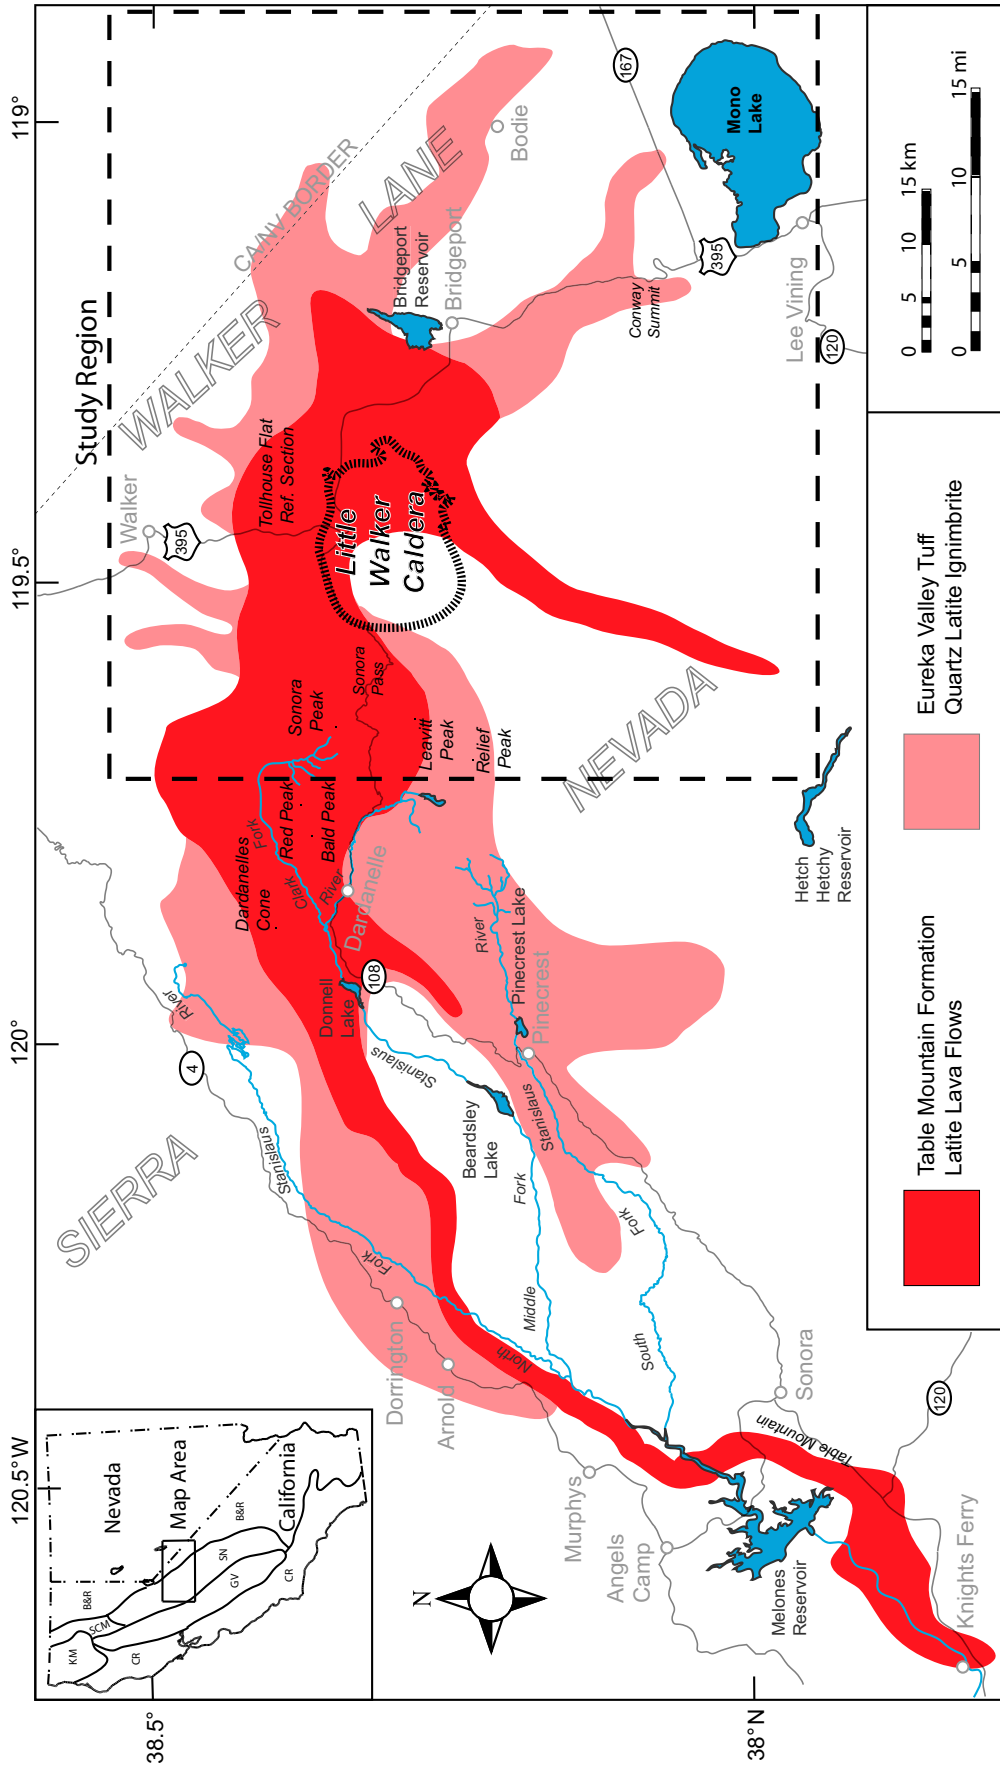 120.5°W
120°
119.5°
119°
38.5°
38°N
Nevada
Map Area
California
B&R
B&R
SCM
KM
CR
SN
GV
CR
N
SIERRA
NEVADA
WALKER
LANE
CA/NV BORDER
Study Region
Walker
395
Tollhouse Flat
Ref. Section
Little
Walker
Caldera
Bridgeport
Reservoir
Bridgeport
Bodie
167
Mono
Lake
395
Conway
Summit
Lee Vining
120
Sonora
Peak
Sonora
Pass
Leavitt
Peak
Relief
Peak
Red Peak
Bald Peak
Dardanelles
Cone
Clark
Fork
River
Dardanelle
Donnell
Lake
108
4
River
Stanislaus
Fork
North
Stanislaus
Beardsley
Lake
Fork
Middle
River
Pinecrest Lake
Pinecrest
Stanislaus
Fork
South
Hetch
Hetchy
Reservoir
Dorrington
Arnold
Murphys
Angels
Camp
Melones
Reservoir
Sonora
Table Mountain
120
Knights Ferry
Table Mountain Formation
Latite Lava Flows
Eureka Valley Tuff
Quartz Latite Ignimbrite
0 5 10 15 km
0 5 10 15 mi